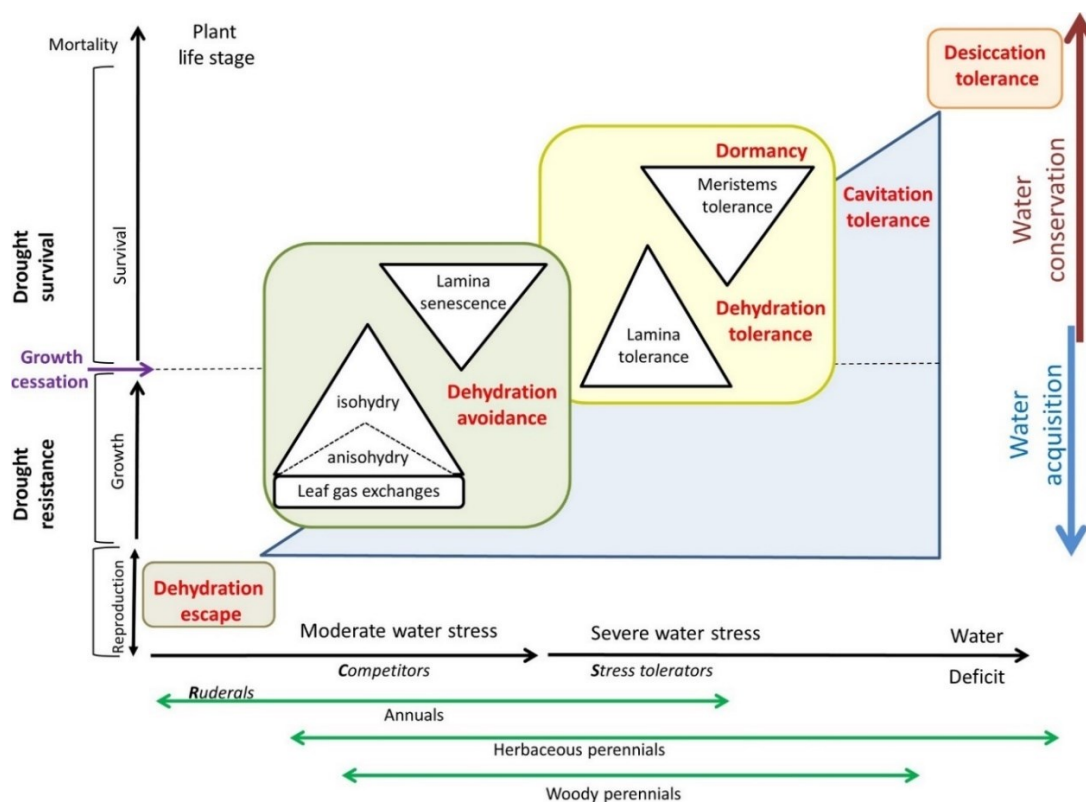 Mortality
Plant
life stage
Desiccation
tolerance
Dormancy
Meristems
tolerance
Cavitation
tolerance
Water
conservation
Drought
survival
Survival
Lamina
senescence
Dehydration
tolerance
Lamina
tolerance
Growth
cessation
Dehydration
avoidance
isohydry
anisohydry
Leaf gas exchanges
Water
acquisition
Drought
resistance
Growth
Reproduction
Dehydration
escape
Moderate water stress
Severe water stress
Water
Deficit
Competitors
Stress tolerators
Ruderals
Annuals
Herbaceous perennials
Woody perennials